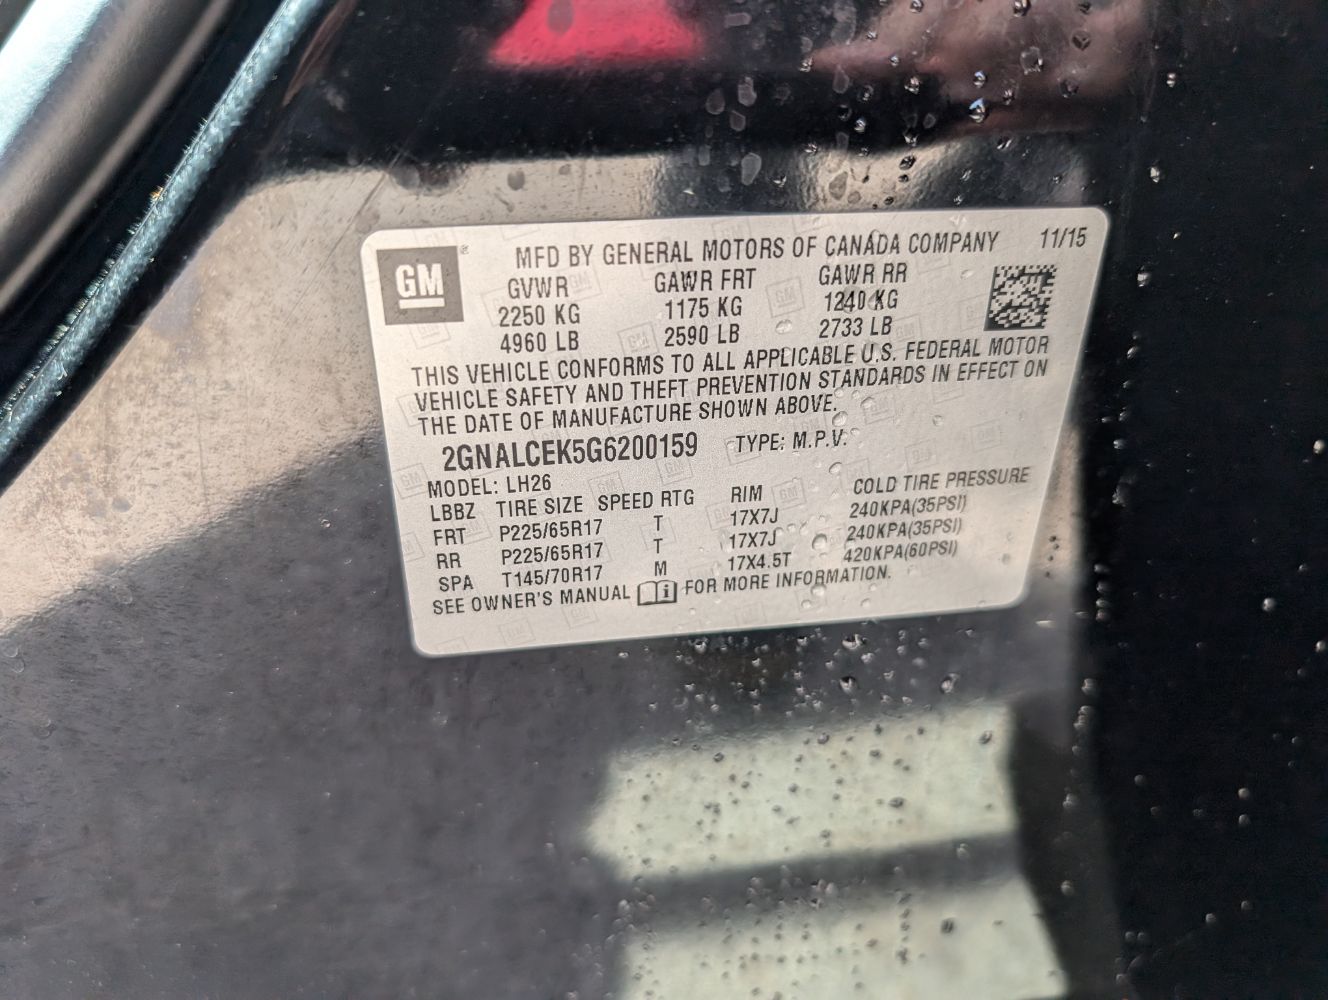 GM ® MFD BY GENERAL MOTORS OF CANADA COMPANY 11/15
GVWR GAWR FRT GAWR RR
2250 KG 1175 KG 1240 KG
4960 LB 2590 LB 2733 LB
THIS VEHICLE CONFORMS TO ALL APPLICABLE U.S. FEDERAL MOTOR
VEHICLE SAFETY AND THEFT PREVENTION STANDARDS IN EFFECT ON
THE DATE OF MANUFACTURE SHOWN ABOVE.
2GNALCEK5G6200159 TYPE: M.P.V.
MODEL: LH26
LBBZ TIRE SIZE SPEED RTG RIM COLD TIRE PRESSURE
FRT P225/65R17 T 17X7J 240KPA(35PSI)
RR P225/65R17 T 17X7J 240KPA(35PSI)
SPA T145/70R17 M 17X4.5T 420KPA(60PSI)
SEE OWNER'S MANUAL i FOR MORE INFORMATION.